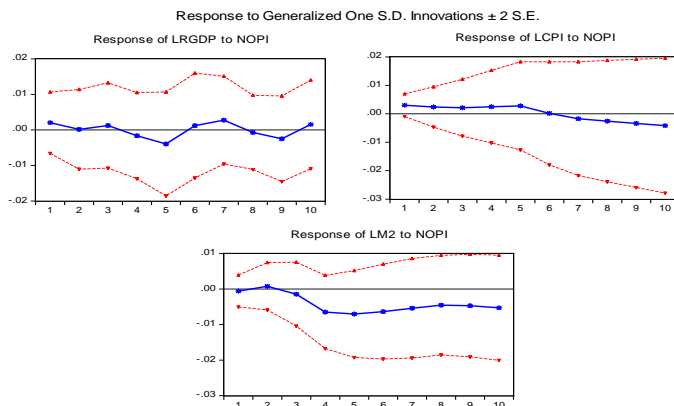 Response to Generalized One S.D. Innovations ± 2 S.E.
Response of LRGDP to NOPI
.02
.01
.00
-.01
-.02
1 2 3 4 5 6 7 8 9 10
Response of LCPI to NOPI
.02
.01
.00
-.01
-.02
-.03
1 2 3 4 5 6 7 8 9 10
Response of LM2 to NOPI
.01
.00
-.01
-.02
-.03
1 2 3 4 5 6 7 8 9 10